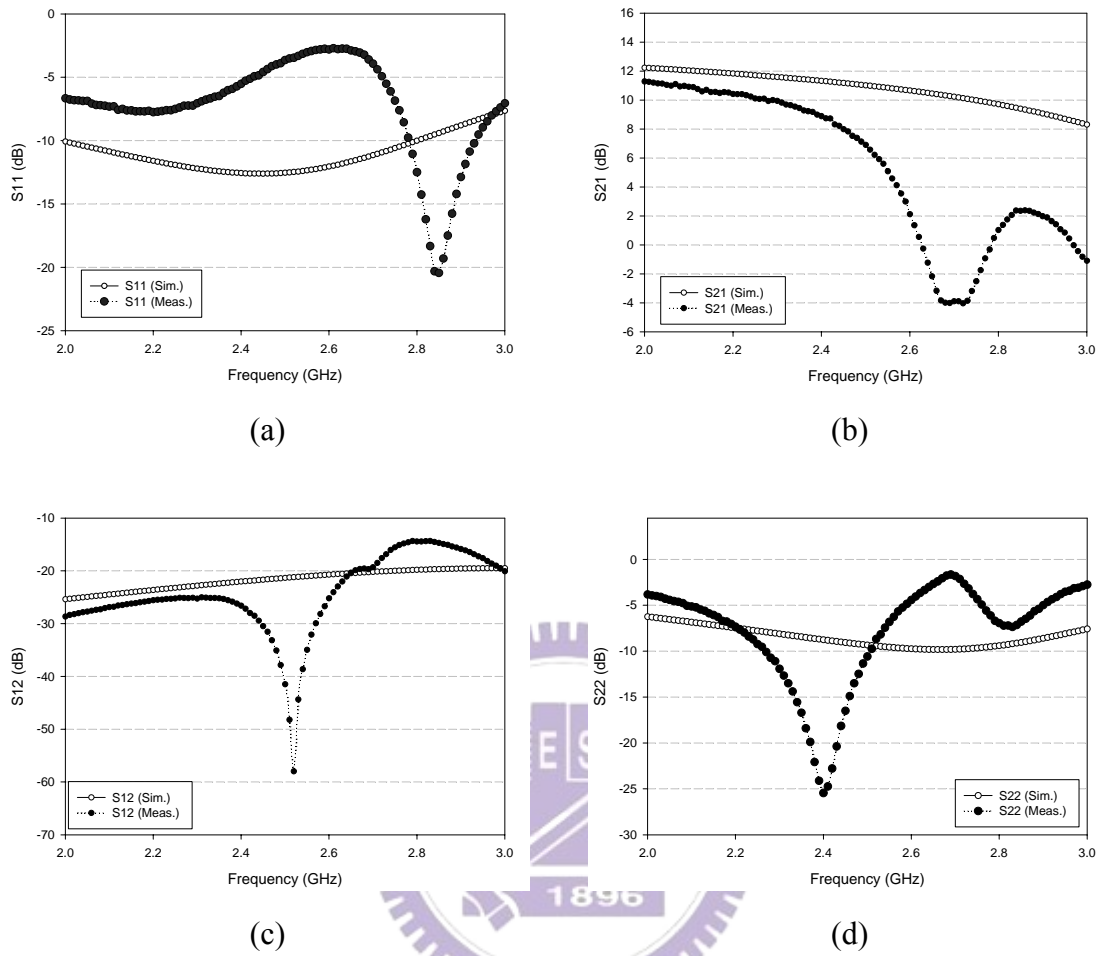 0
-5
-10
-15
-20
-25
S11 (dB)
S11 (Sim.)
S11 (Meas.)
2.0 2.2 2.4 2.6 2.8 3.0
Frequency (GHz)
(a)
16
14
12
10
8
6
4
2
0
-2
-4
-6
S21 (dB)
S21 (Sim.)
S21 (Meas.)
2.0 2.2 2.4 2.6 2.8 3.0
Frequency (GHz)
(b)
-10
-20
-30
-40
-50
-60
-70
S12 (dB)
S12 (Sim.)
S12 (Meas.)
2.0 2.2 2.4 2.6 2.8 3.0
Frequency (GHz)
(c)
0
-5
-10
-15
-20
-25
-30
S22 (dB)
S22 (Sim.)
S22 (Meas.)
2.0 2.2 2.4 2.6 2.8 3.0
Frequency (GHz)
(d)
E S
1896